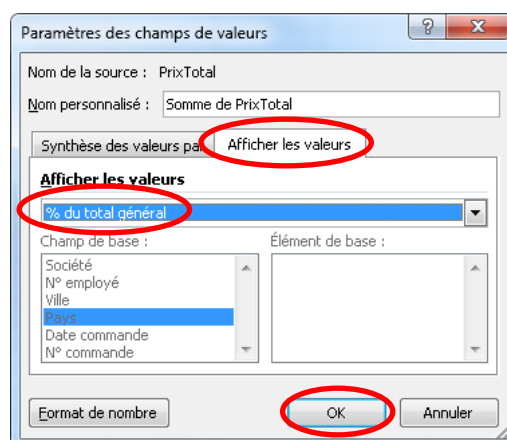 Paramètres des champs de valeurs
Nom de la source : PrixTotal
Nom personnalisé : Somme de PrixTotal
Synthèse des valeurs par Afficher les valeurs
Afficher les valeurs
% du total général
Champ de base : Élément de base :
Société
N° employé
Ville
Pays
Date commande
N° commande
Format de nombre OK Annuler